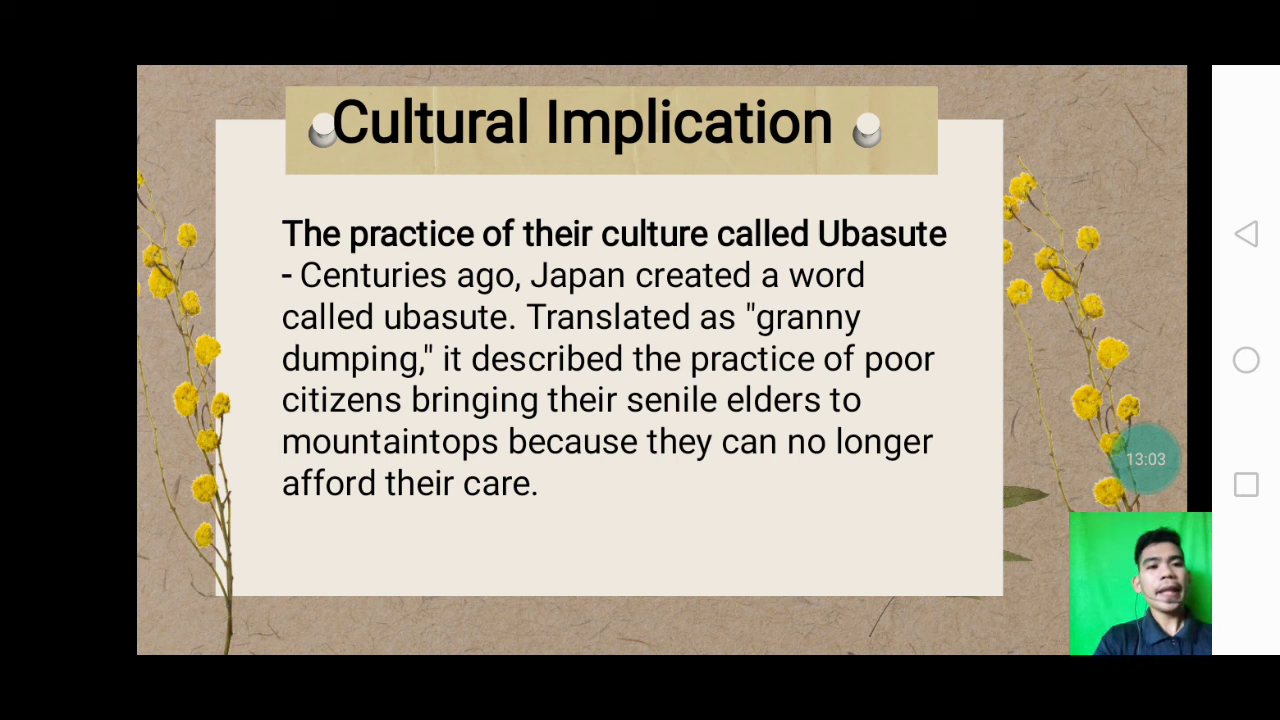 Cultural Implication
The practice of their culture called Ubasute
- Centuries ago, Japan created a word
called ubasute. Translated as "granny
dumping," it described the practice of poor
citizens bringing their senile elders to
mountaintops because they can no longer
afford their care.
13:03